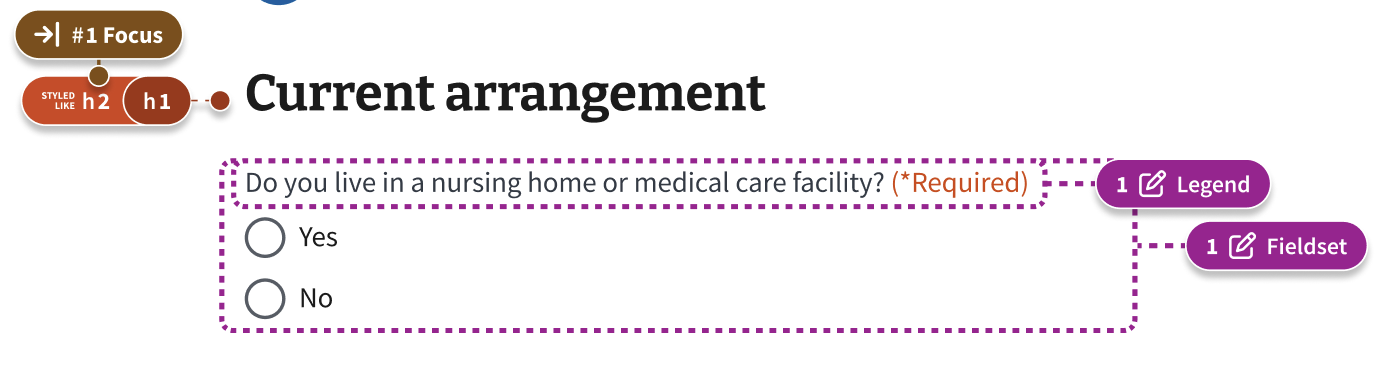 #1 Focus
STYLED LIKE h2 h1
Current arrangement
Do you live in a nursing home or medical care facility? (*Required)
1 Legend
Yes
1 Fieldset
No